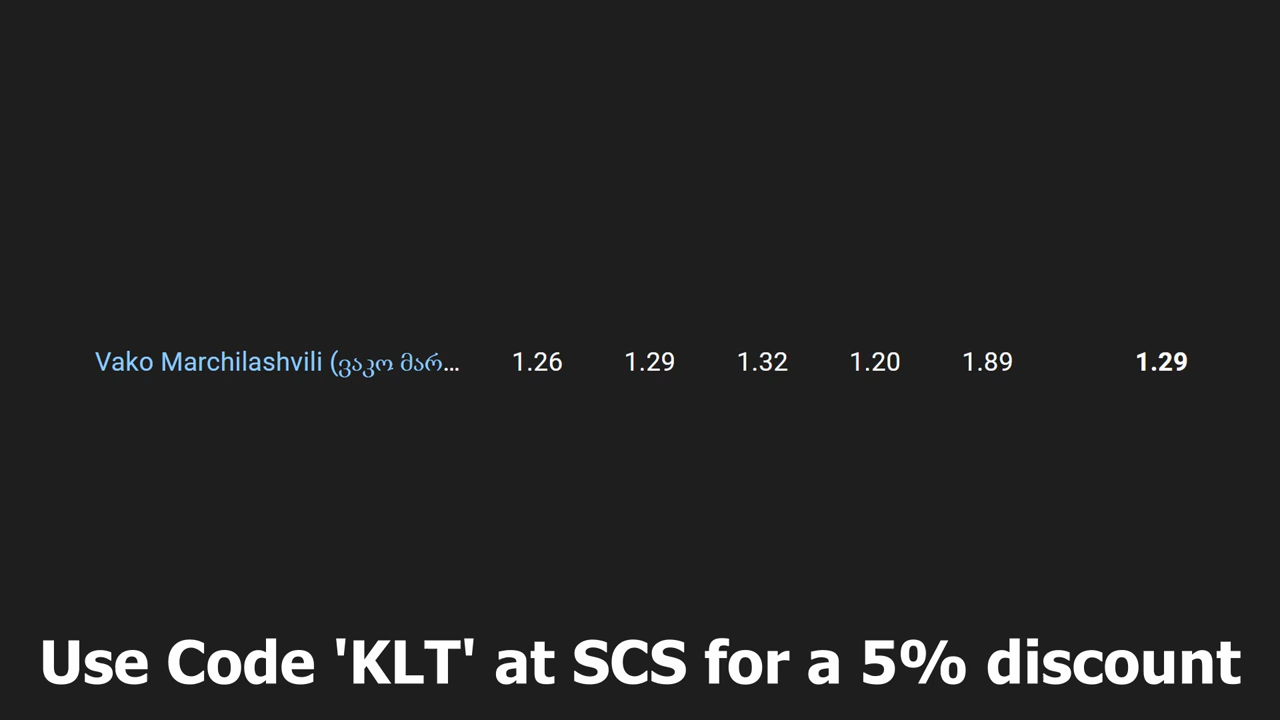 Vako Marchilashvili (ვაკო მარ... 1.26 1.29 1.32 1.20 1.89 1.29
Use Code 'KLT' at SCS for a 5% discount